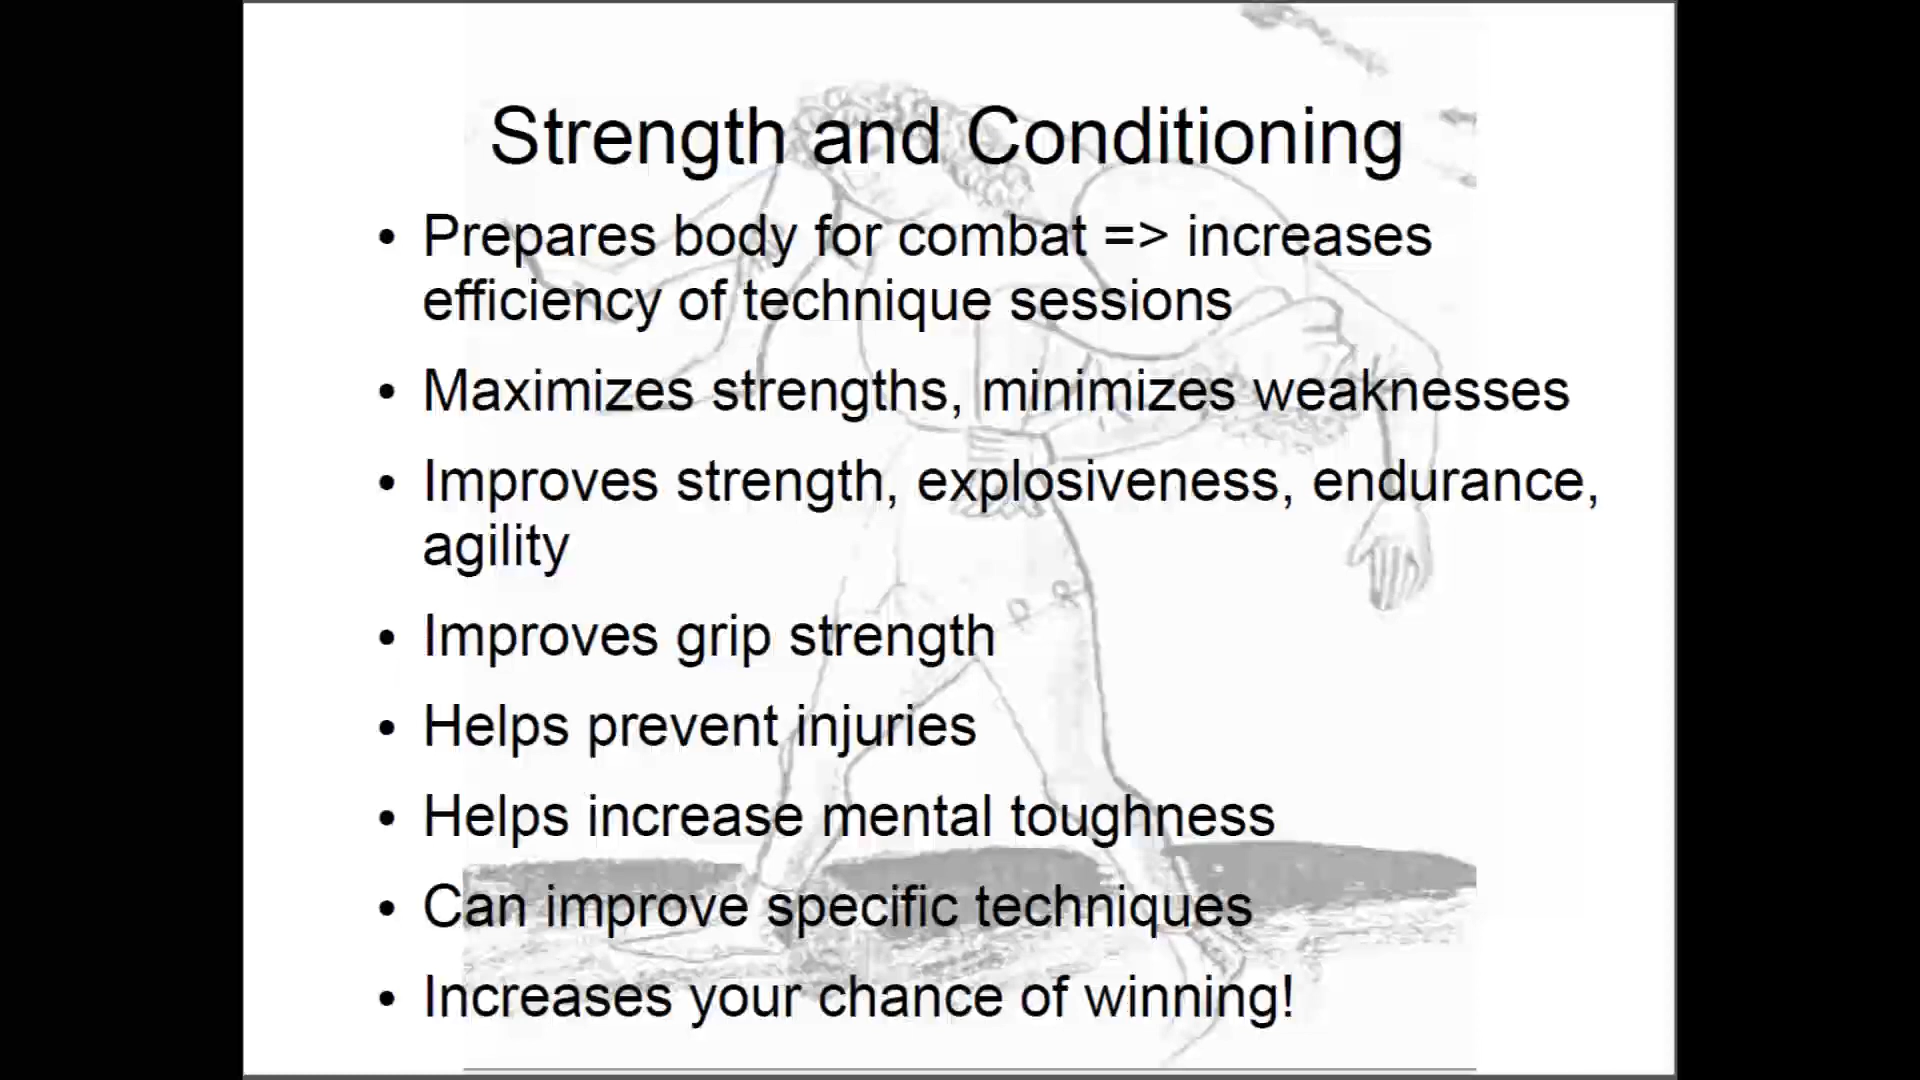 Strength and Conditioning
• Prepares body for combat => increases
efficiency of technique sessions
• Maximizes strengths, minimizes weaknesses
• Improves strength, explosiveness, endurance,
agility
• Improves grip strength
• Helps prevent injuries
• Helps increase mental toughness
• Can improve specific techniques
• Increases your chance of winning!